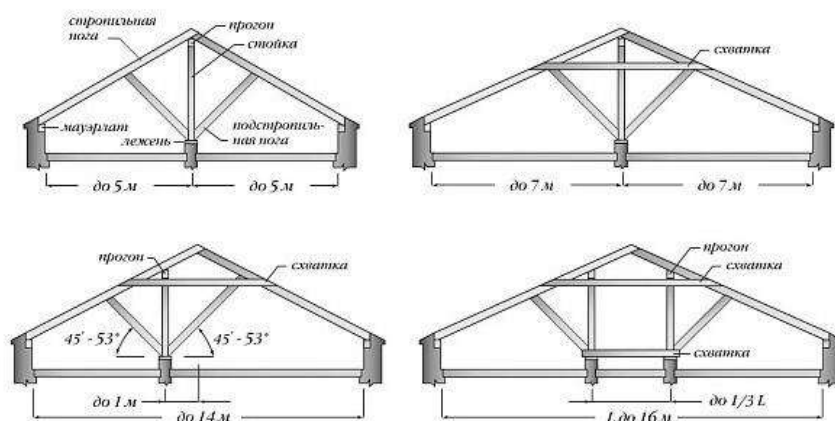 стропильная
нога
прогон
стойка
мауэрлат
лежень
подстропиль-
ная нога
до 5 м
до 5 м
схватка
до 7 м
до 7 м
прогон
схватка
45' - 53°
45' - 53°
до 1 м
до 14 м
прогон
схватка
схватка
до 1/3 L
L до 16 м